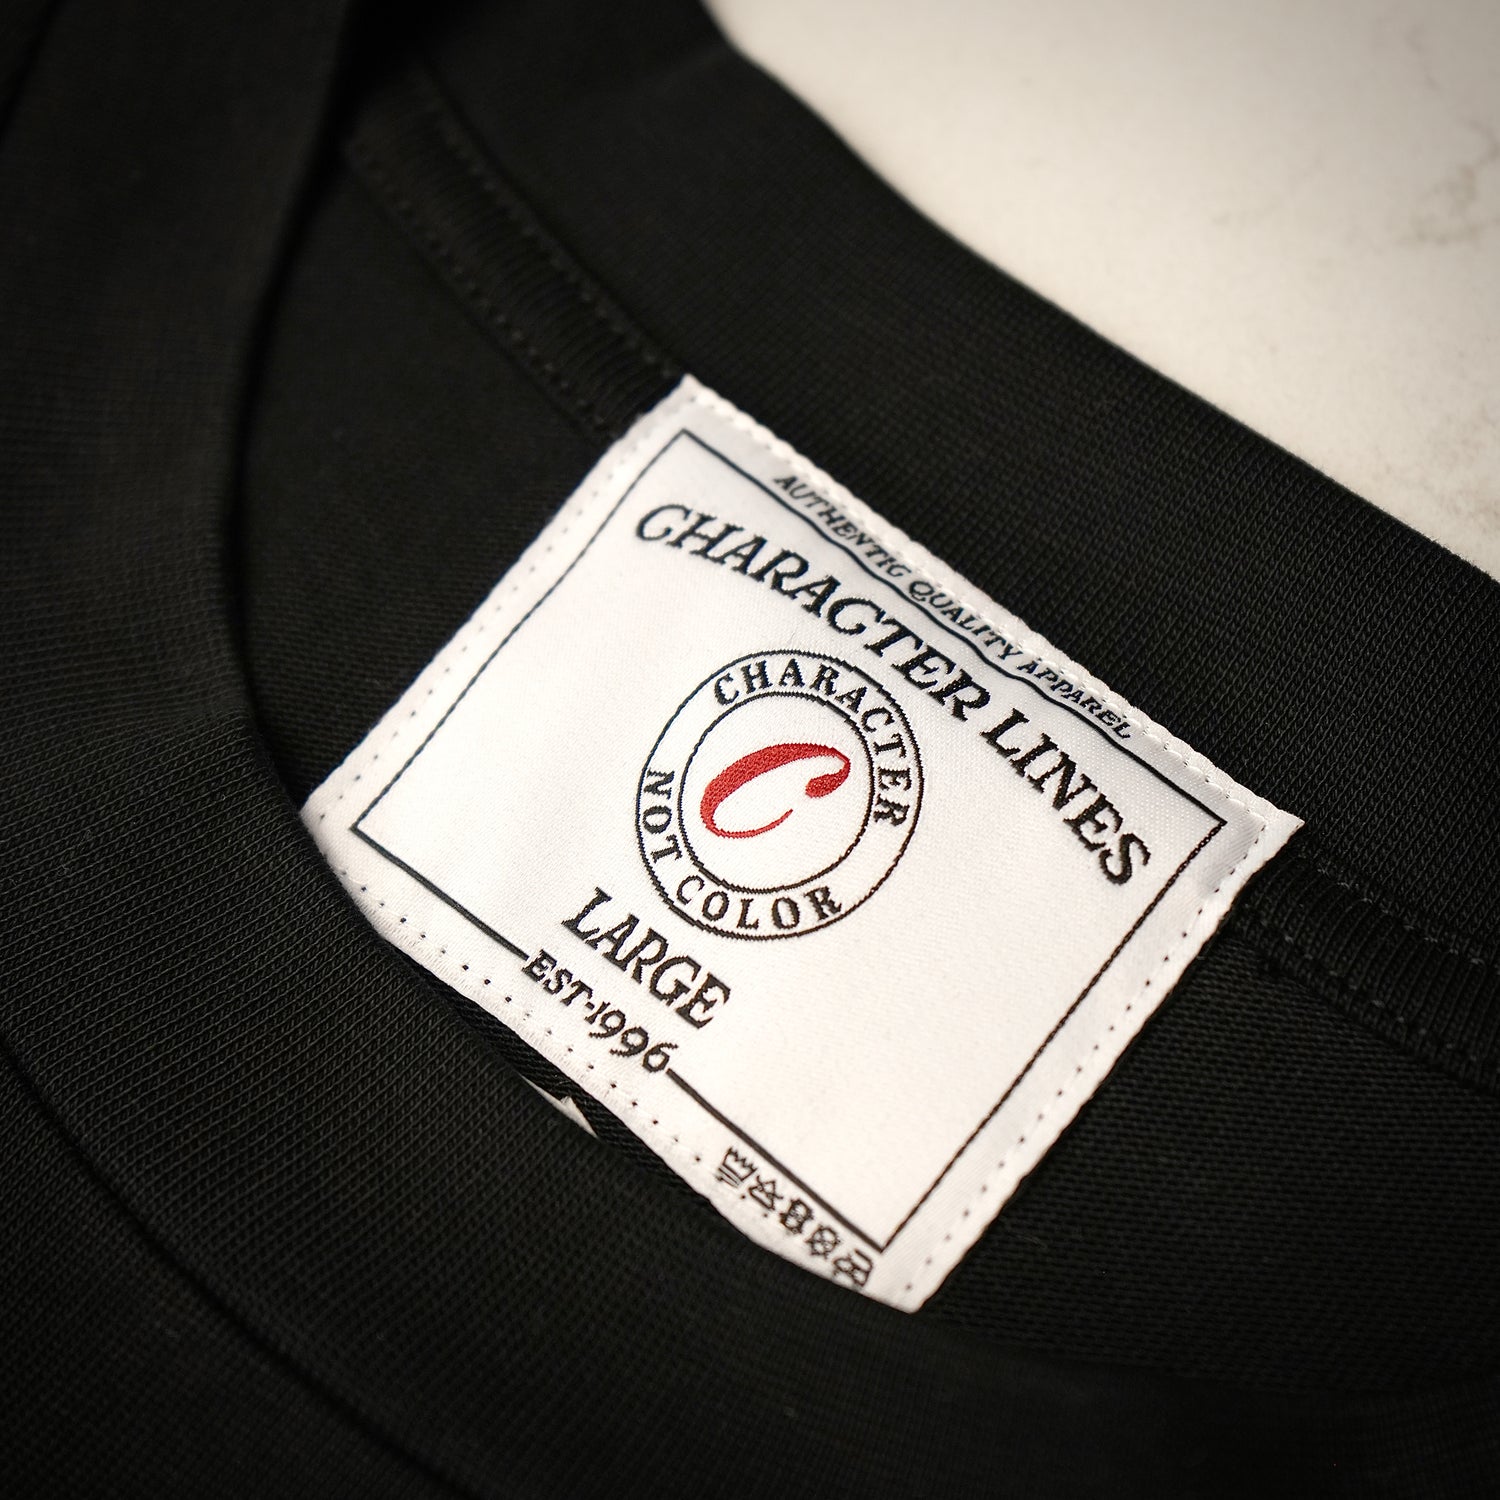 AUTHENTIC QUALITY APPAREL
CHARACTER LINES
CHARACTER
C
NOT COLOR
LARGE
EST-1996